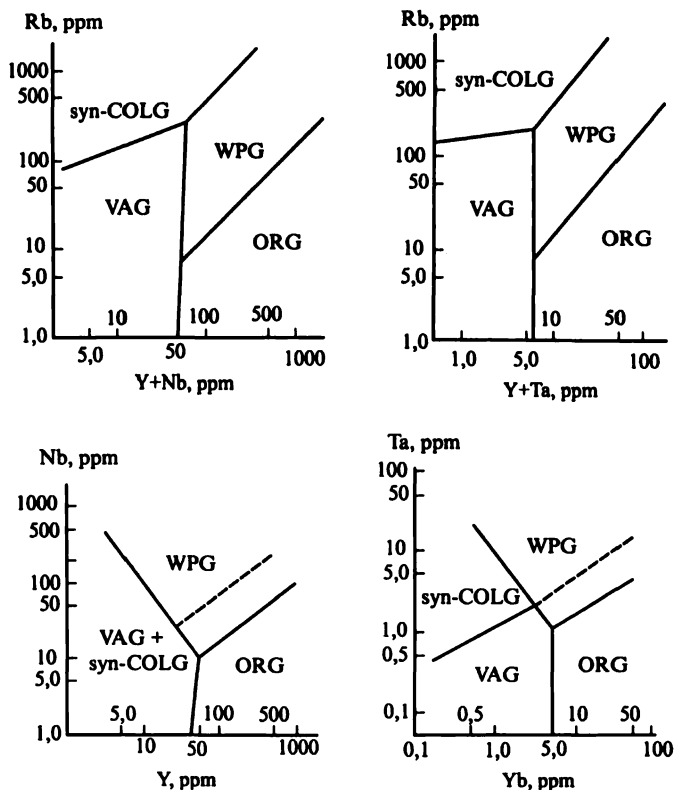 Rb, ppm
1000
500
syn-COLG
100
50
WPG
VAG
10
5,0
ORG
10
100
500
1,0
5,0
50
1000
Y+Nb, ppm
Rb, ppm
1000
500
syn-COLG
WPG
100
50
VAG
10
ORG
5,0
10
50
1,0
1,0
5,0
100
Y+Ta, ppm
Nb, ppm
1000
500
WPG
100
50
VAG +
syn-COLG
10
ORG
5,0
5,0
100
500
1,0
10
50
1000
Y, ppm
Ta, ppm
100
50
WPG
10
5,0
syn-COLG
1,0
0,5
VAG
ORG
0,1
0,5
10
50
0,1
1,0
5,0
100
Yb, ppm